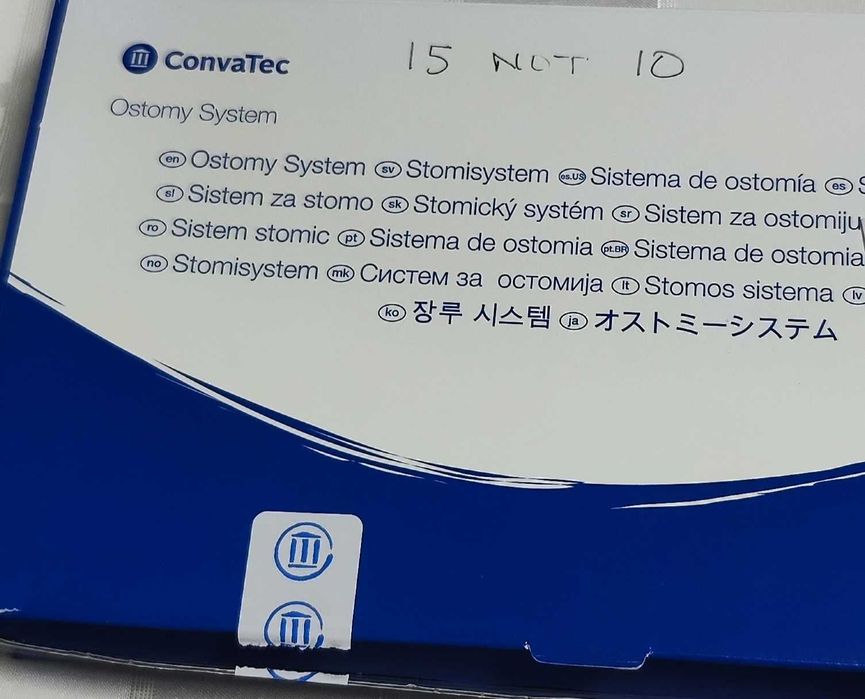 ConvaTec
15 NOT 10
Ostomy System
en Ostomy System sv Stomisystem es.US Sistema de ostomía es
sl Sistem za stomo sk Stomický systém sr Sistem za ostomiju
ro Sistem stomic pt Sistema de ostomia pt.BR Sistema de ostomia
no Stomisystem mk Систем за остомија lt Stomos sistema lv
ko 장루 시스템 ja オストミーシステム